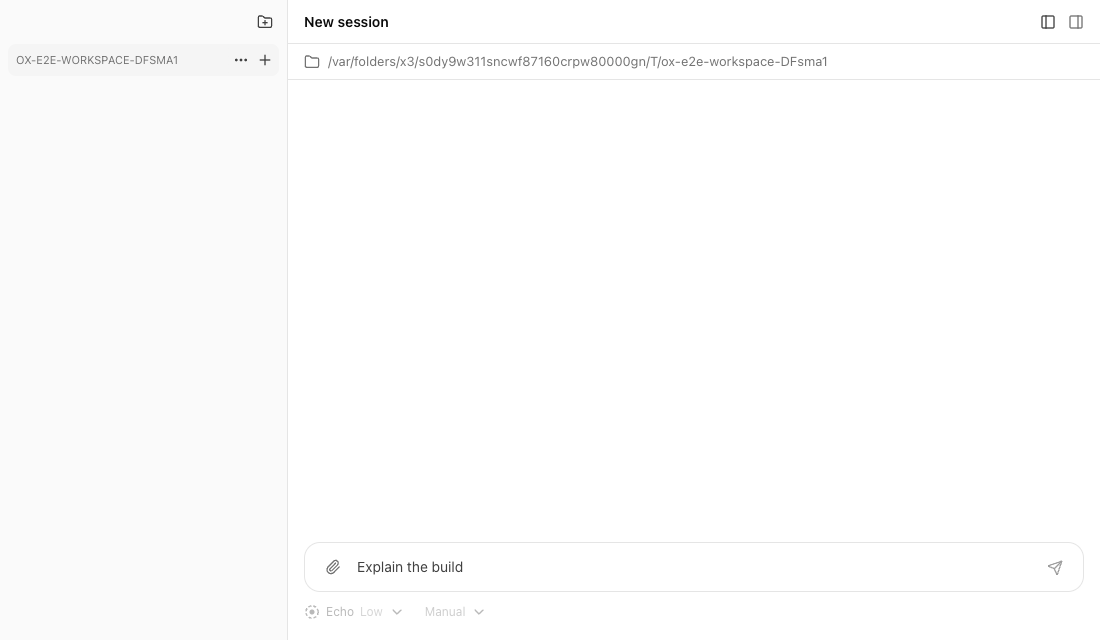 New session
OX-E2E-WORKSPACE-DFSMA1
/var/folders/x3/s0dy9w311sncwf87160crpw80000gn/T/ox-e2e-workspace-DFsma1
Explain the build
Echo Low Manual